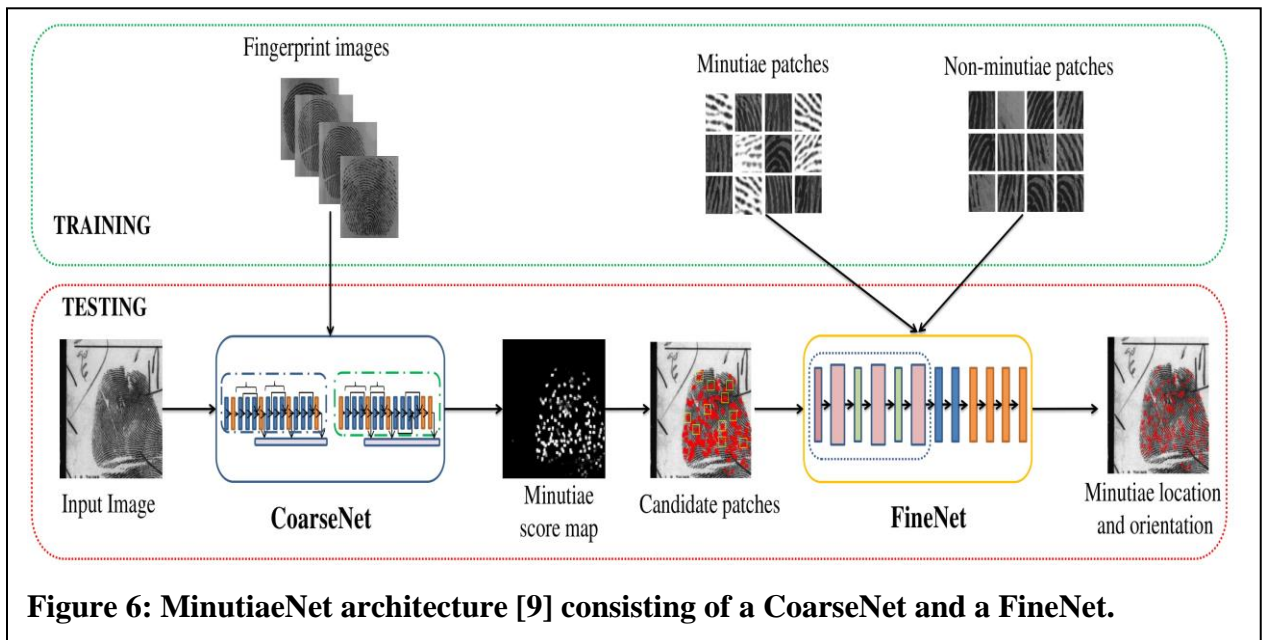 Fingerprint images
Minutiae patches
Non-minutiae patches
TRAINING
TESTING
Input Image
CoarseNet
Minutiae
score map
Candidate patches
FineNet
Minutiae location
and orientation
Figure 6: MinutiaeNet architecture [9] consisting of a CoarseNet and a FineNet.